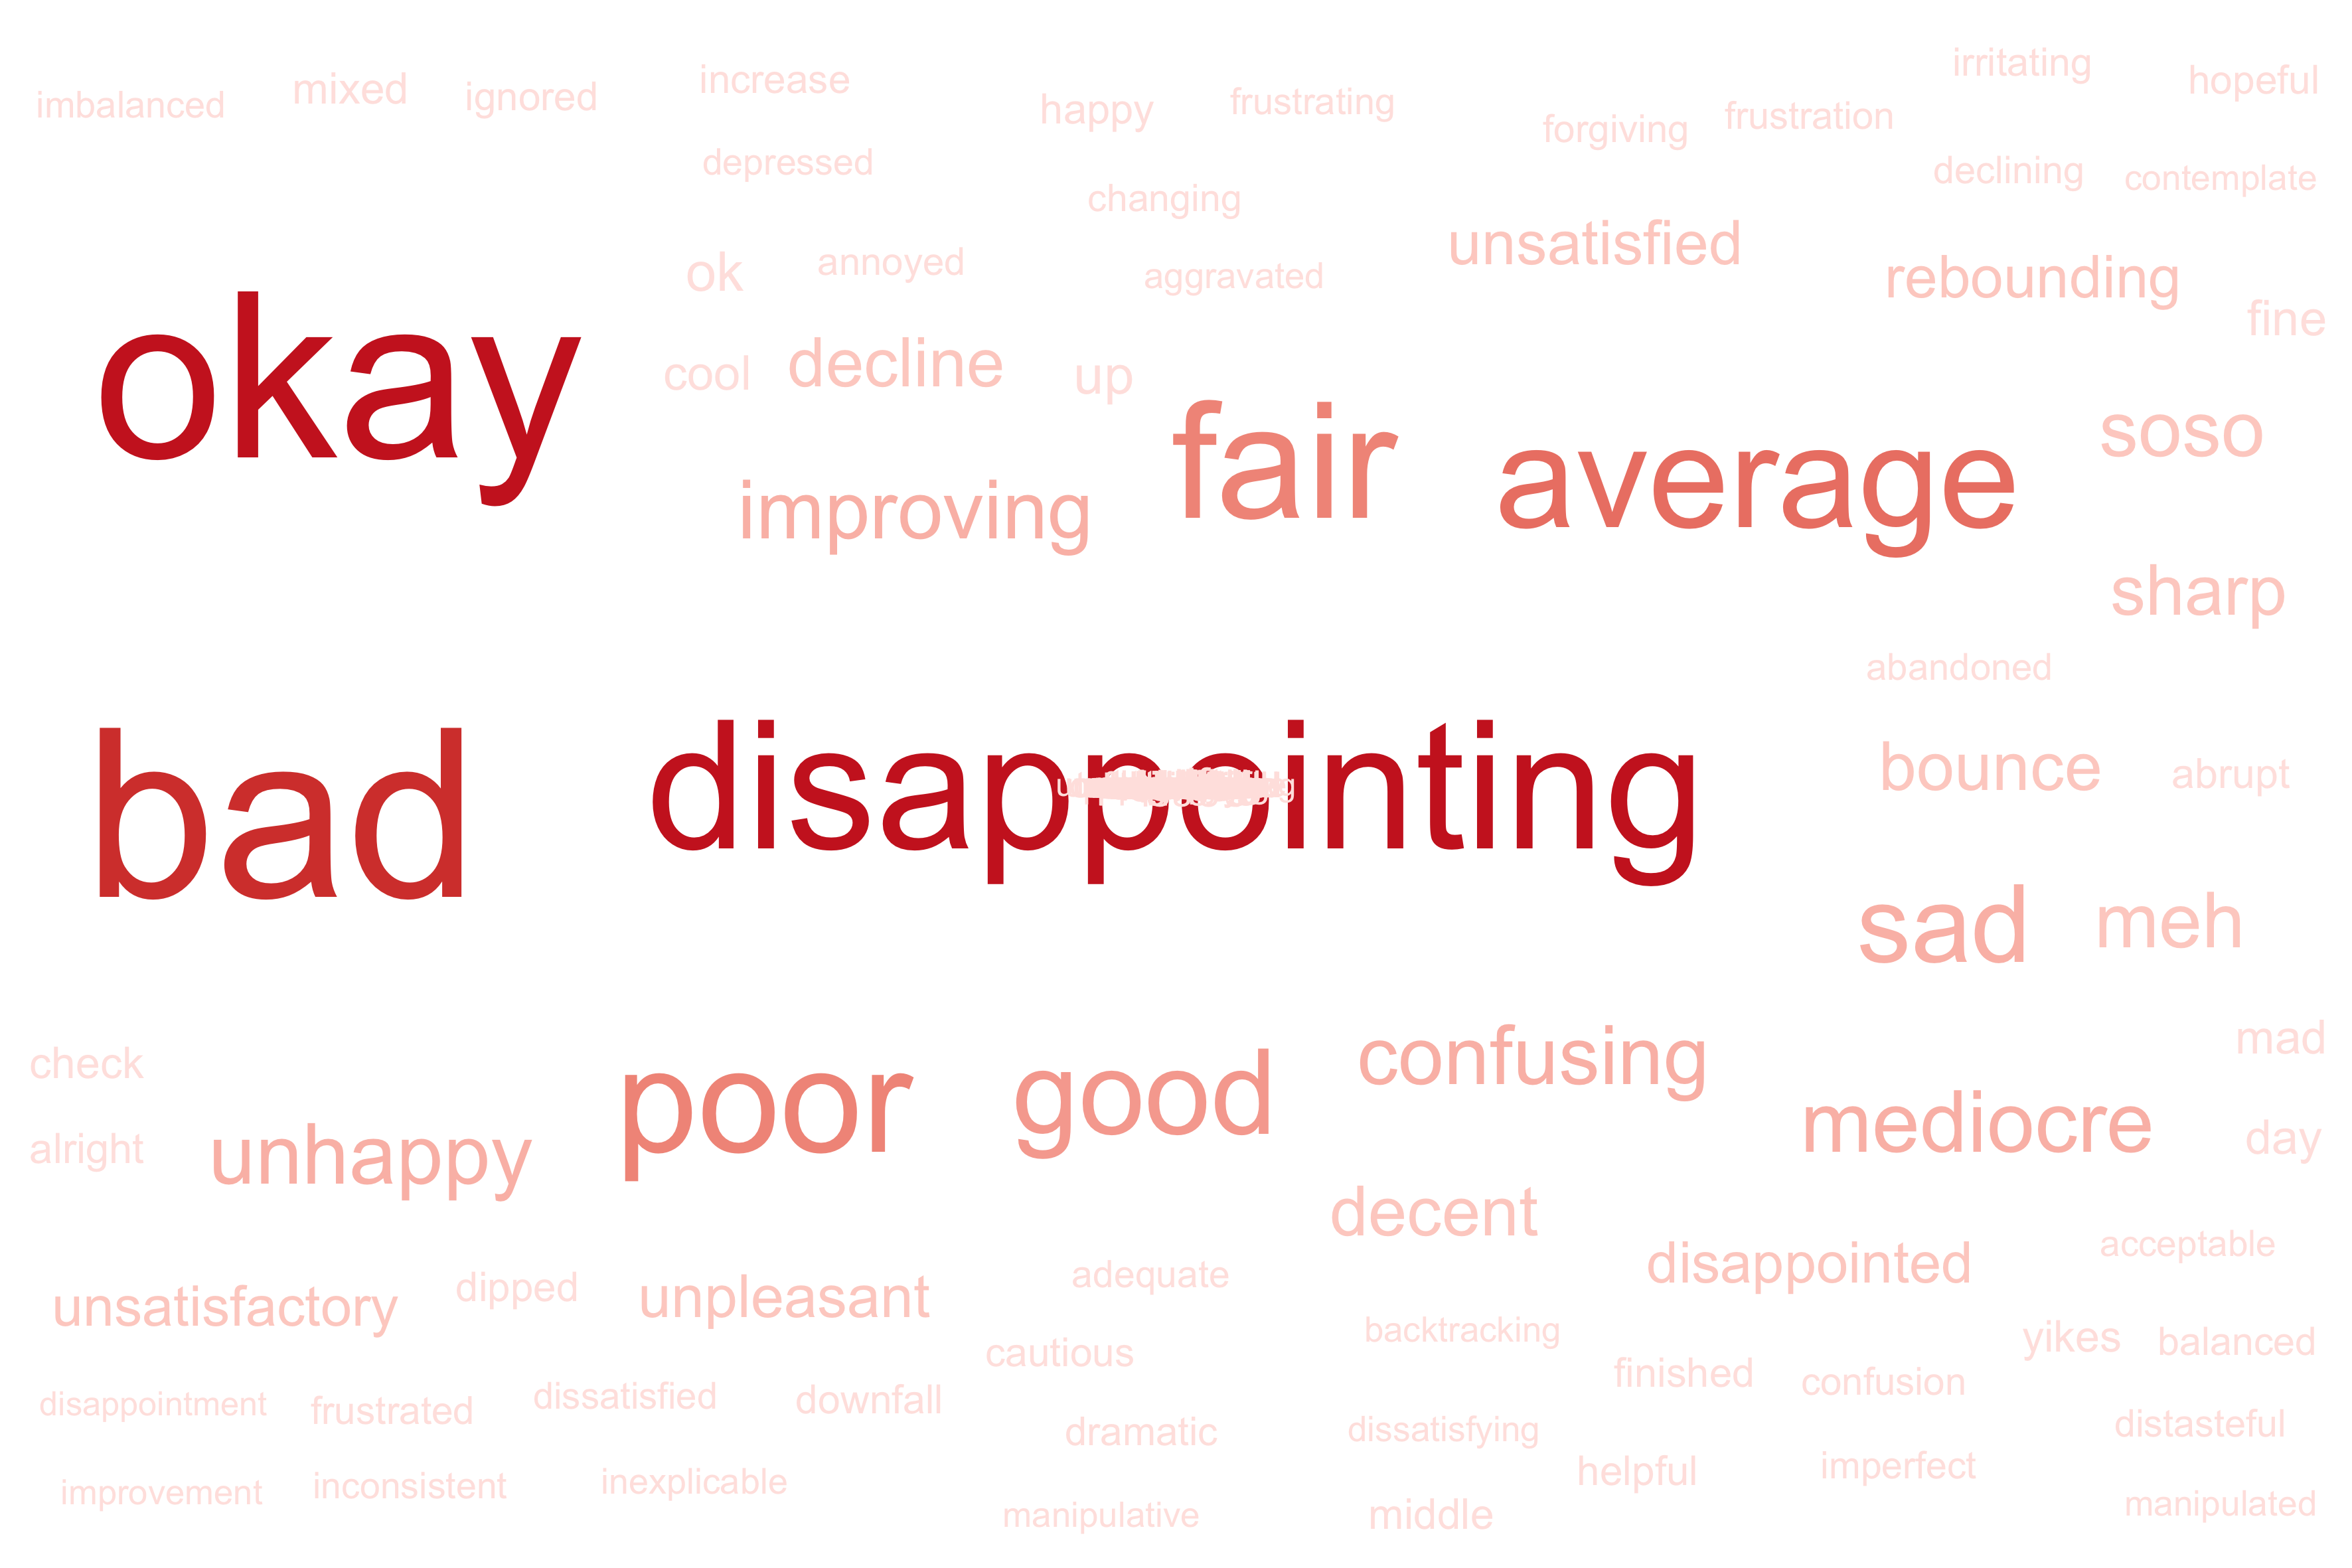 irritating
increase
hopeful
mixed
ignored
imbalanced
happy
frustrating
forgiving
frustration
depressed
declining
contemplate
changing
unsatisfied
ok
annoyed
aggravated
rebounding
fine
okay
cool
decline
up
fair
average
soso
improving
sharp
abandoned
bad
disappointing
bounce
abrupt
sad
meh
check
poor
good
confusing
mad
alright
unhappy
mediocre
day
decent
unsatisfactory
dipped
unpleasant
adequate
disappointed
acceptable
cautious
backtracking
yikes
balanced
disappointment
frustrated
dissatisfied
downfall
finished
confusion
dramatic
dissatisfying
distasteful
improvement
inconsistent
inexplicable
helpful
imperfect
manipulative
middle
manipulated